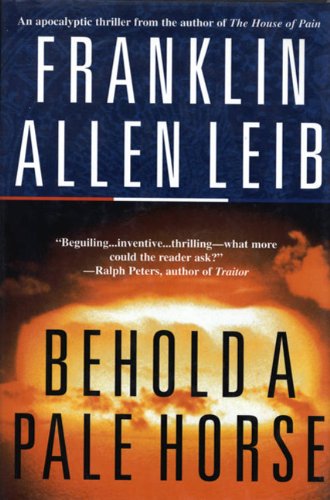 An apocalyptic thriller from the author of The House of Pain
FRANKLIN
ALLEN LEIB
“Beguiling...inventive...thrilling—what more
could the reader ask?”
—Ralph Peters, author of Traitor
BEHOLD A
PALE HORSE